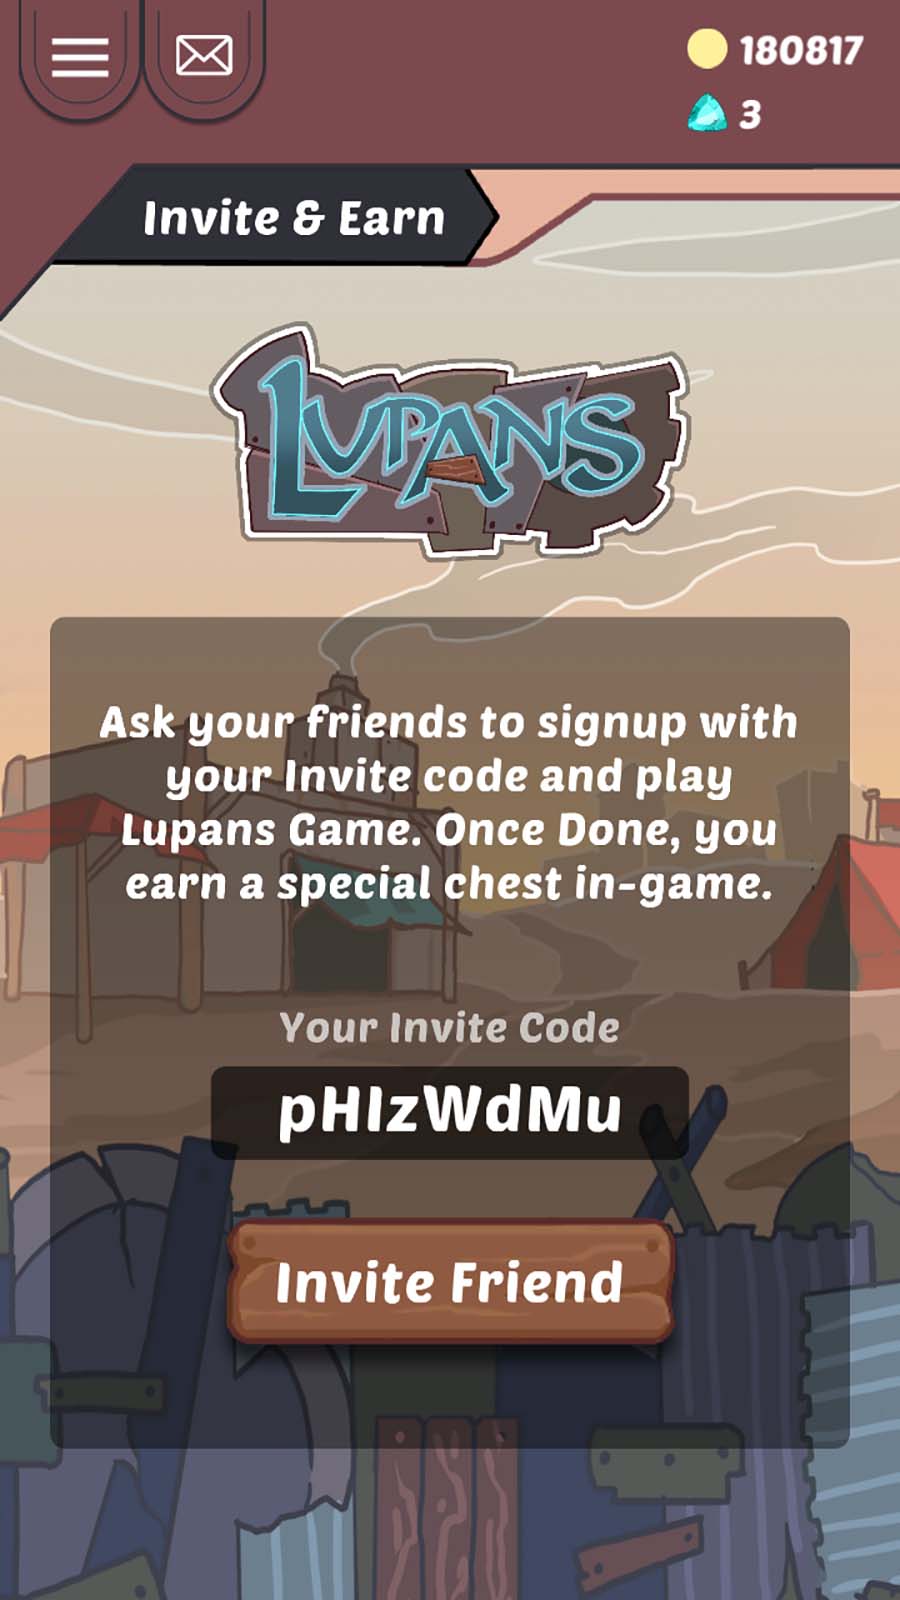 180817
3
Invite & Earn
LUPANS
Ask your friends to signup with
your Invite code and play
Lupans Game. Once Done, you
earn a special chest in-game.
Your Invite Code
pHIzWdMu
Invite Friend